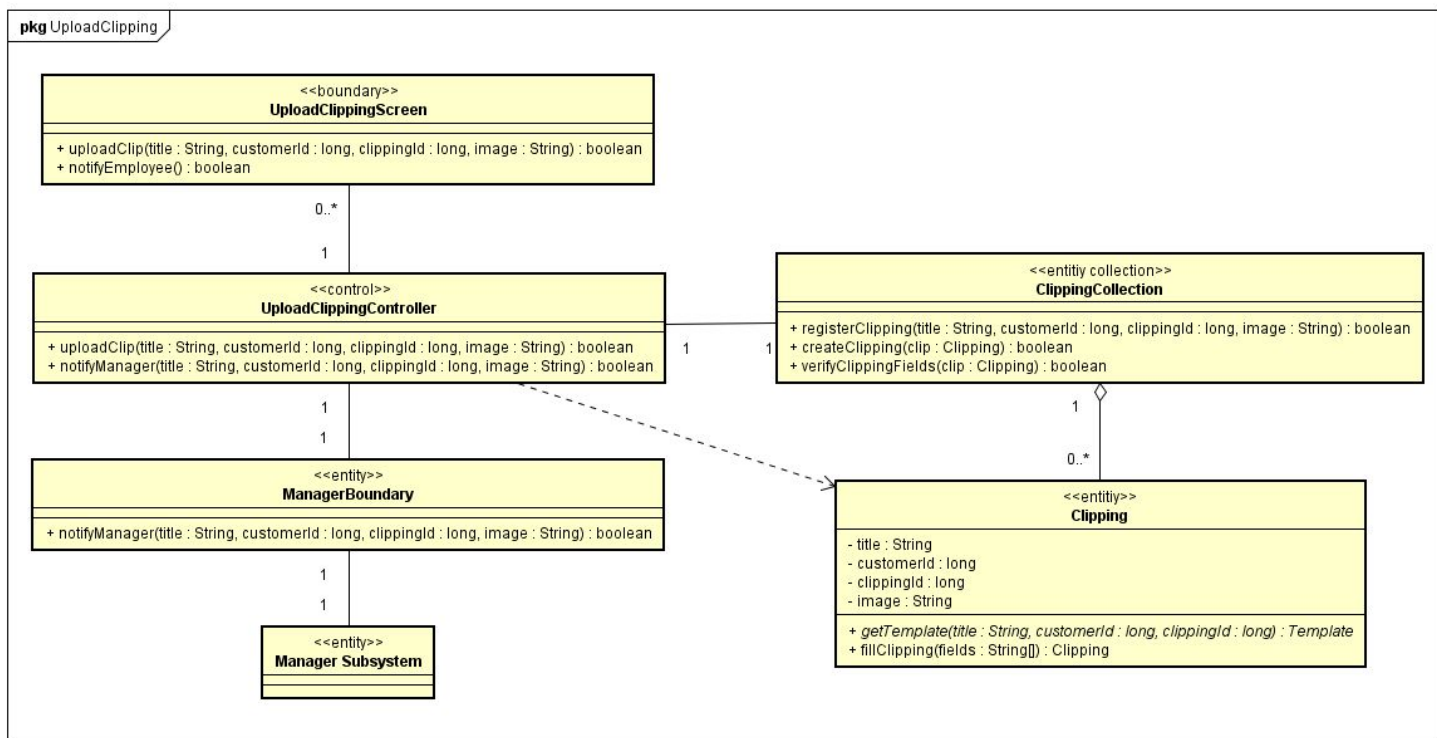 pkg UploadClipping
<<boundary>>
UploadClippingScreen
+ uploadClip(title : String, customerId : long, clippingId : long, image : String) : boolean
+ notifyEmployee() : boolean
0..*
1
<<control>>
UploadClippingController
+ uploadClip(title : String, customerId : long, clippingId : long, image : String) : boolean
+ notifyManager(title : String, customerId : long, clippingId : long, image : String) : boolean
1
1
<<entitiy collection>>
ClippingCollection
+ registerClipping(title : String, customerId : long, clippingId : long, image : String) : boolean
+ createClipping(clip : Clipping) : boolean
+ verifyClippingFields(clip : Clipping) : boolean
1
1
1
0..*
<<entity>>
ManagerBoundary
+ notifyManager(title : String, customerId : long, clippingId : long, image : String) : boolean
1
1
<<entity>>
Manager Subsystem
<<entitiy>>
Clipping
- title : String
- customerId : long
- clippingId : long
- image : String
+ getTemplate(title : String, customerId : long, clippingId : long) : Template
+ fillClipping(fields : String[]) : Clipping